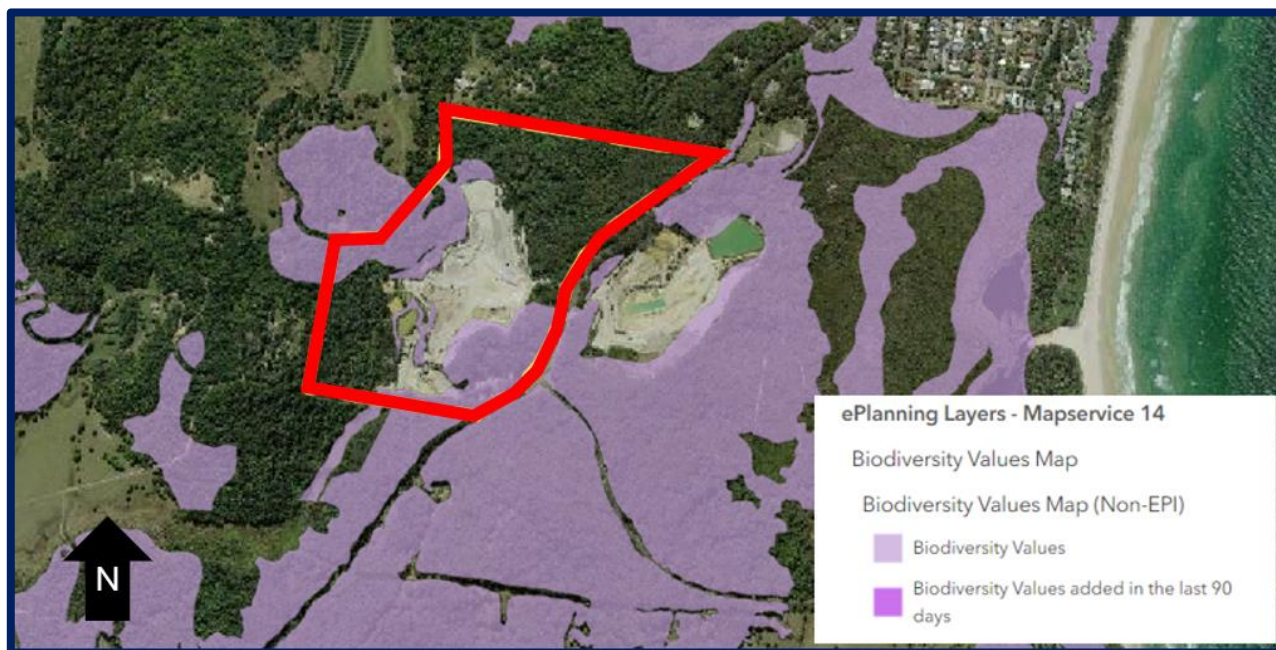 ePlanning Layers - Mapservice 14
Biodiversity Values Map
Biodiversity Values Map (Non-EPI)
Biodiversity Values
Biodiversity Values added in the last 90
days
N